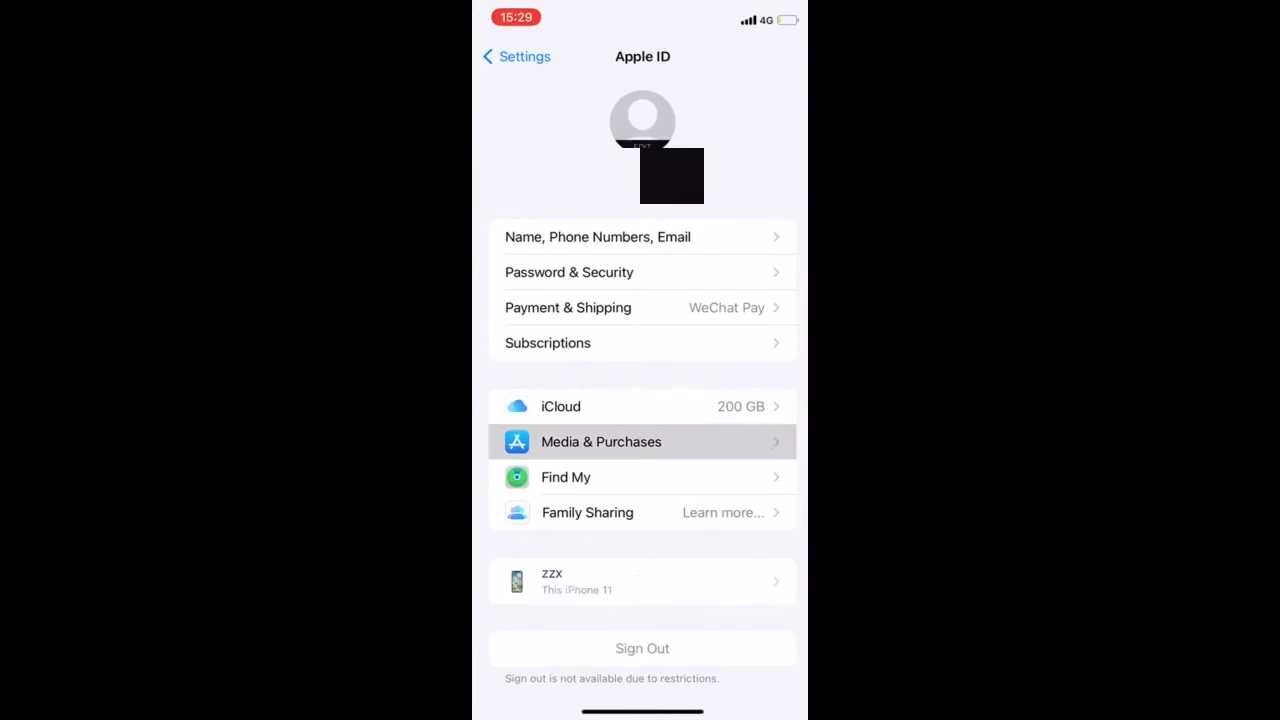 15:29
4G
Settings
Apple ID
EDIT
Name, Phone Numbers, Email
Password & Security
Payment & Shipping WeChat Pay
Subscriptions
iCloud 200 GB
Media & Purchases
Find My
Family Sharing Learn more...
zzx
This iPhone 11
Sign Out
Sign out is not available due to restrictions.